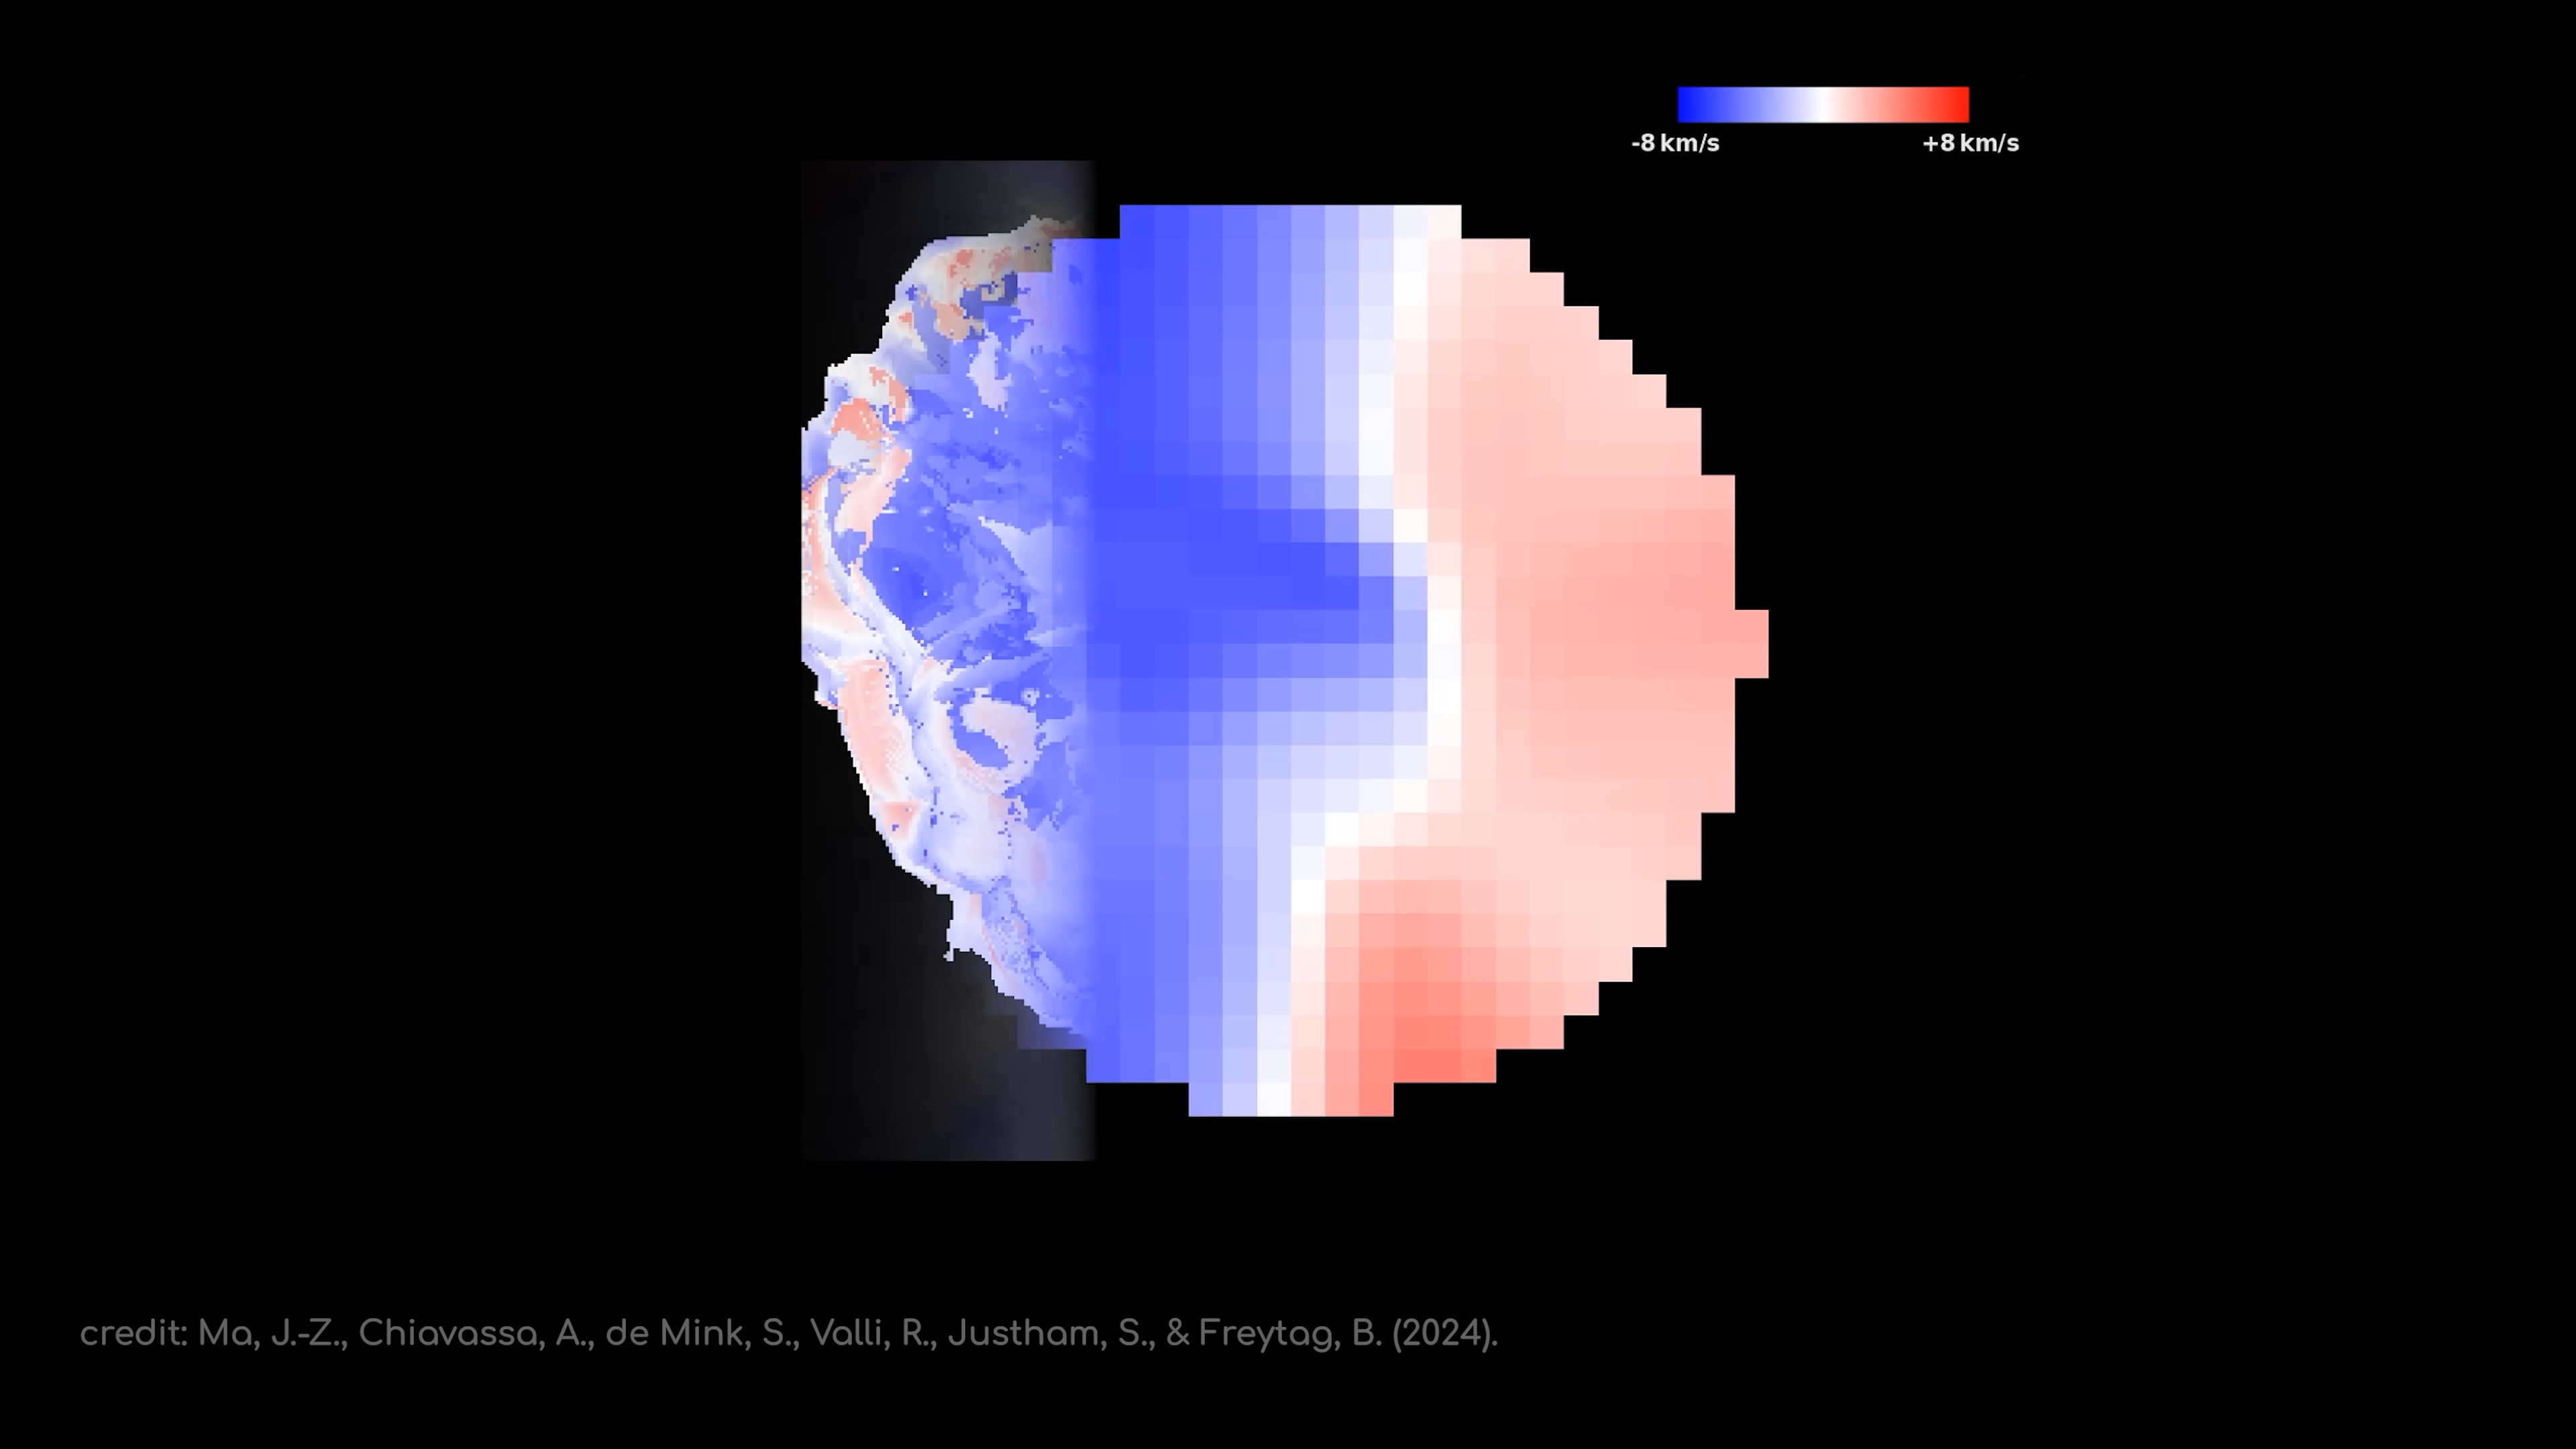 -8 km/s
+8 km/s
credit: Ma, J.-Z., Chiavassa, A., de Mink, S., Valli, R., Justham, S., & Freytag, B. (2024).